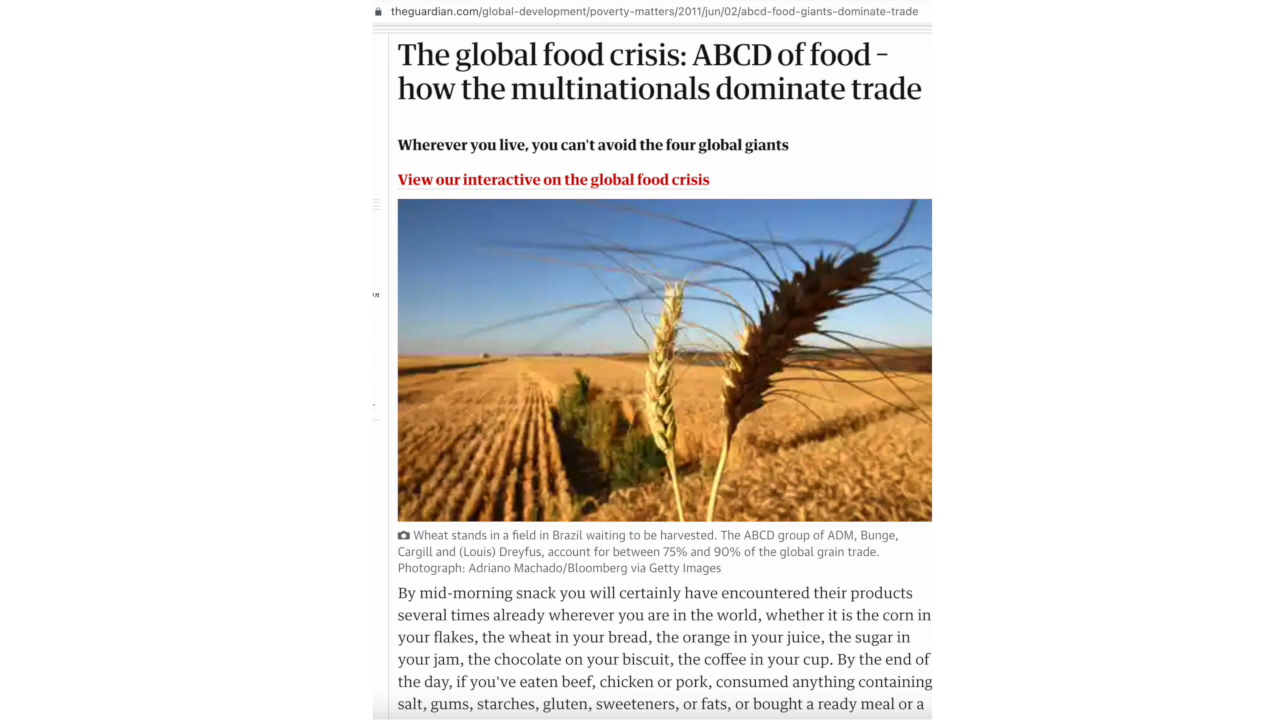 theguardian.com/global-development/poverty-matters/2011/jun/02/abcd-food-giants-dominate-trade
The global food crisis: ABCD of food –
how the multinationals dominate trade
Wherever you live, you can't avoid the four global giants
View our interactive on the global food crisis
Wheat stands in a field in Brazil waiting to be harvested. The ABCD group of ADM, Bunge,
Cargill and (Louis) Dreyfus, account for between 75% and 90% of the global grain trade.
Photograph: Adriano Machado/Bloomberg via Getty Images
By mid-morning snack you will certainly have encountered their products
several times already wherever you are in the world, whether it is the corn in
your flakes, the wheat in your bread, the orange in your juice, the sugar in
your jam, the chocolate on your biscuit, the coffee in your cup. By the end of
the day, if you've eaten beef, chicken or pork, consumed anything containing
salt, gums, starches, gluten, sweeteners, or fats, or bought a ready meal or a